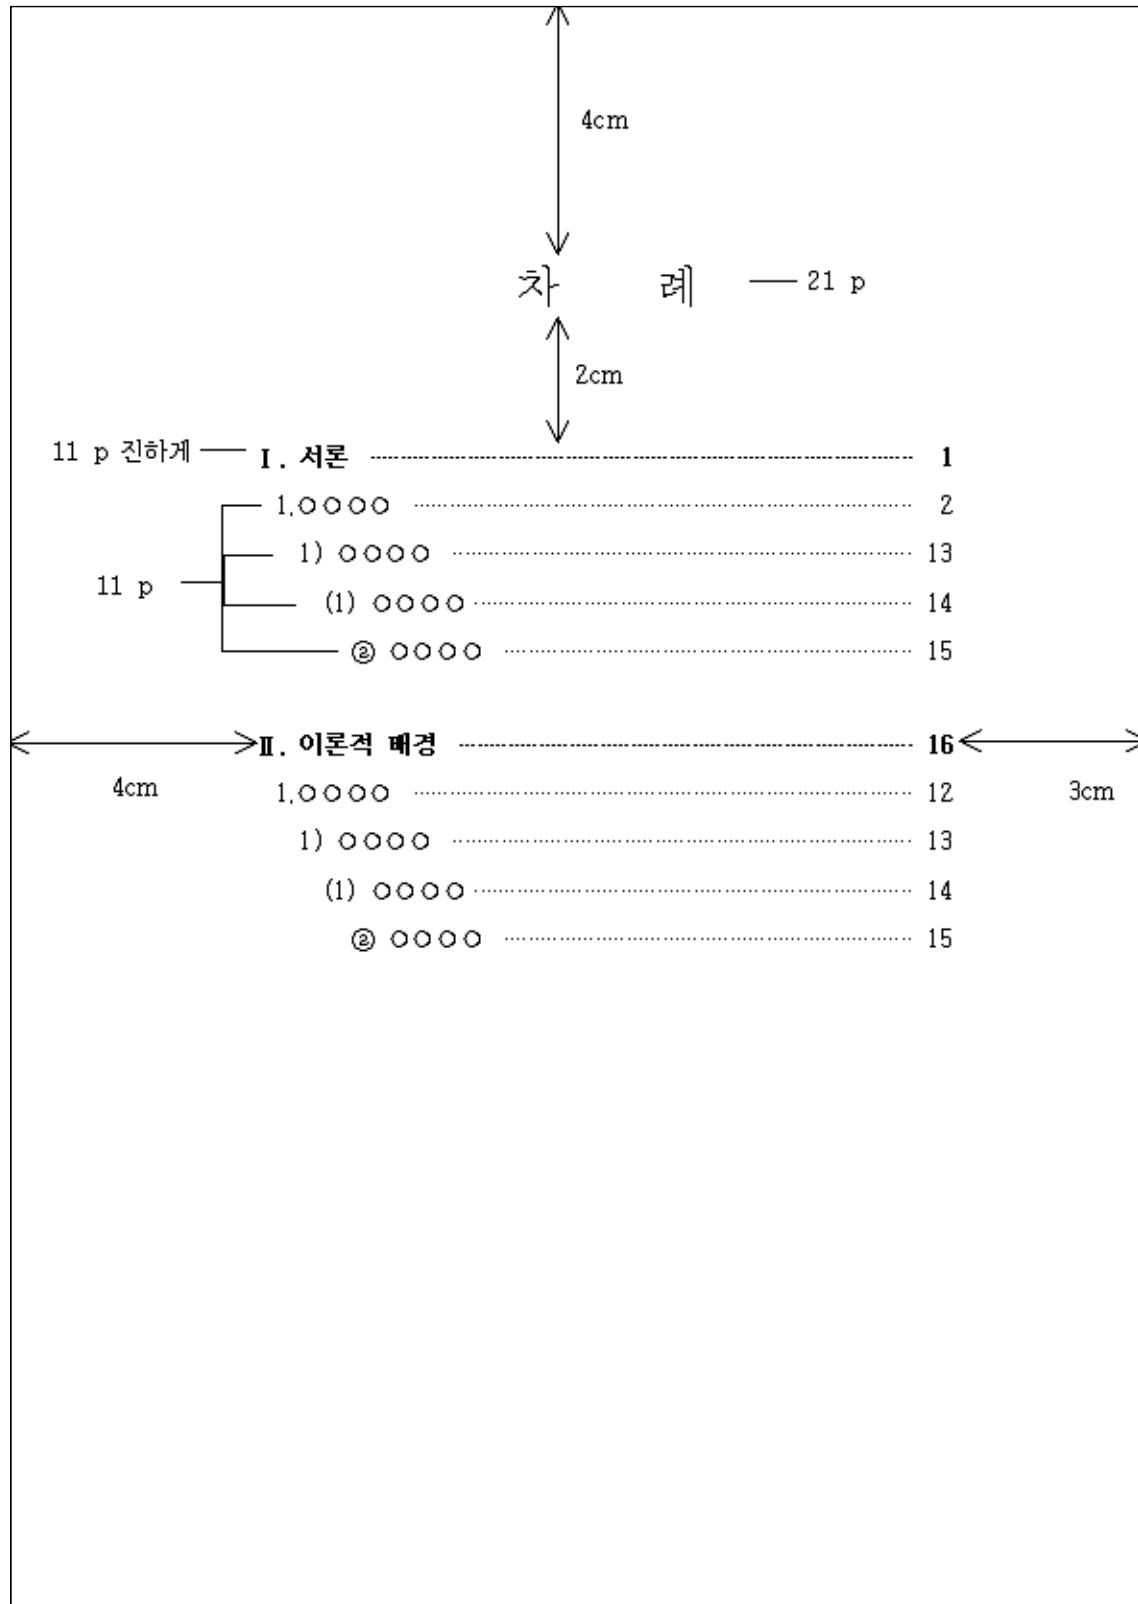 4cm
차 례 21 p
2cm
11 p 진하게 Ⅰ. 서론 1
1.○○○○ 2
1) ○○○○ 13
11 p
(1) ○○○○ 14
② ○○○○ 15
Ⅱ. 이론적 배경 16
4cm 1.○○○○ 12 3cm
1) ○○○○ 13
(1) ○○○○ 14
② ○○○○ 15